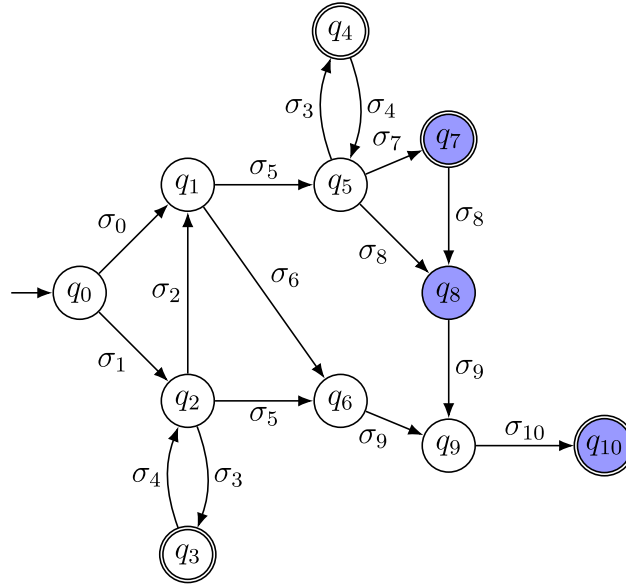 q₄
σ₃ σ₄
σ₇ q₇
q₁ σ₅ q₅
σ₀ σ₈ σ₈
σ₂ σ₆
q₀ q₈
σ₁ σ₉
q₂ σ₅ q₆ σ₉ q₉ σ₁₀ q₁₀
σ₄ σ₃
q₃